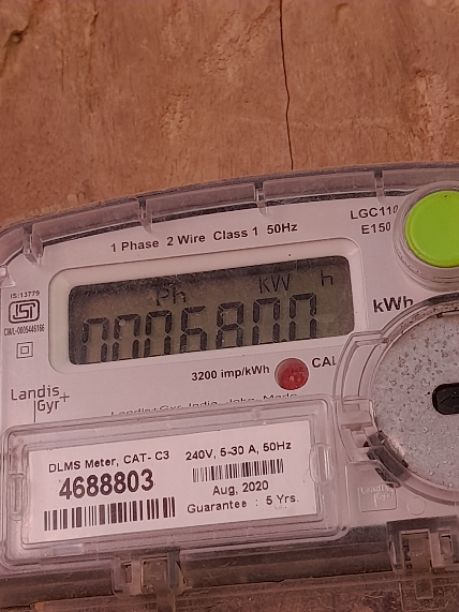 1 Phase 2 Wire Class 1 50Hz
LGC110
E150
IS:13779
Ph KW h
0006800
kWh
3200 imp/kWh
CAL
Landis
Gyr+
DLMS Meter, CAT- C3
4688803
240V, 5-30 A, 50Hz
Aug, 2020
Guarantee : 5 Yrs.